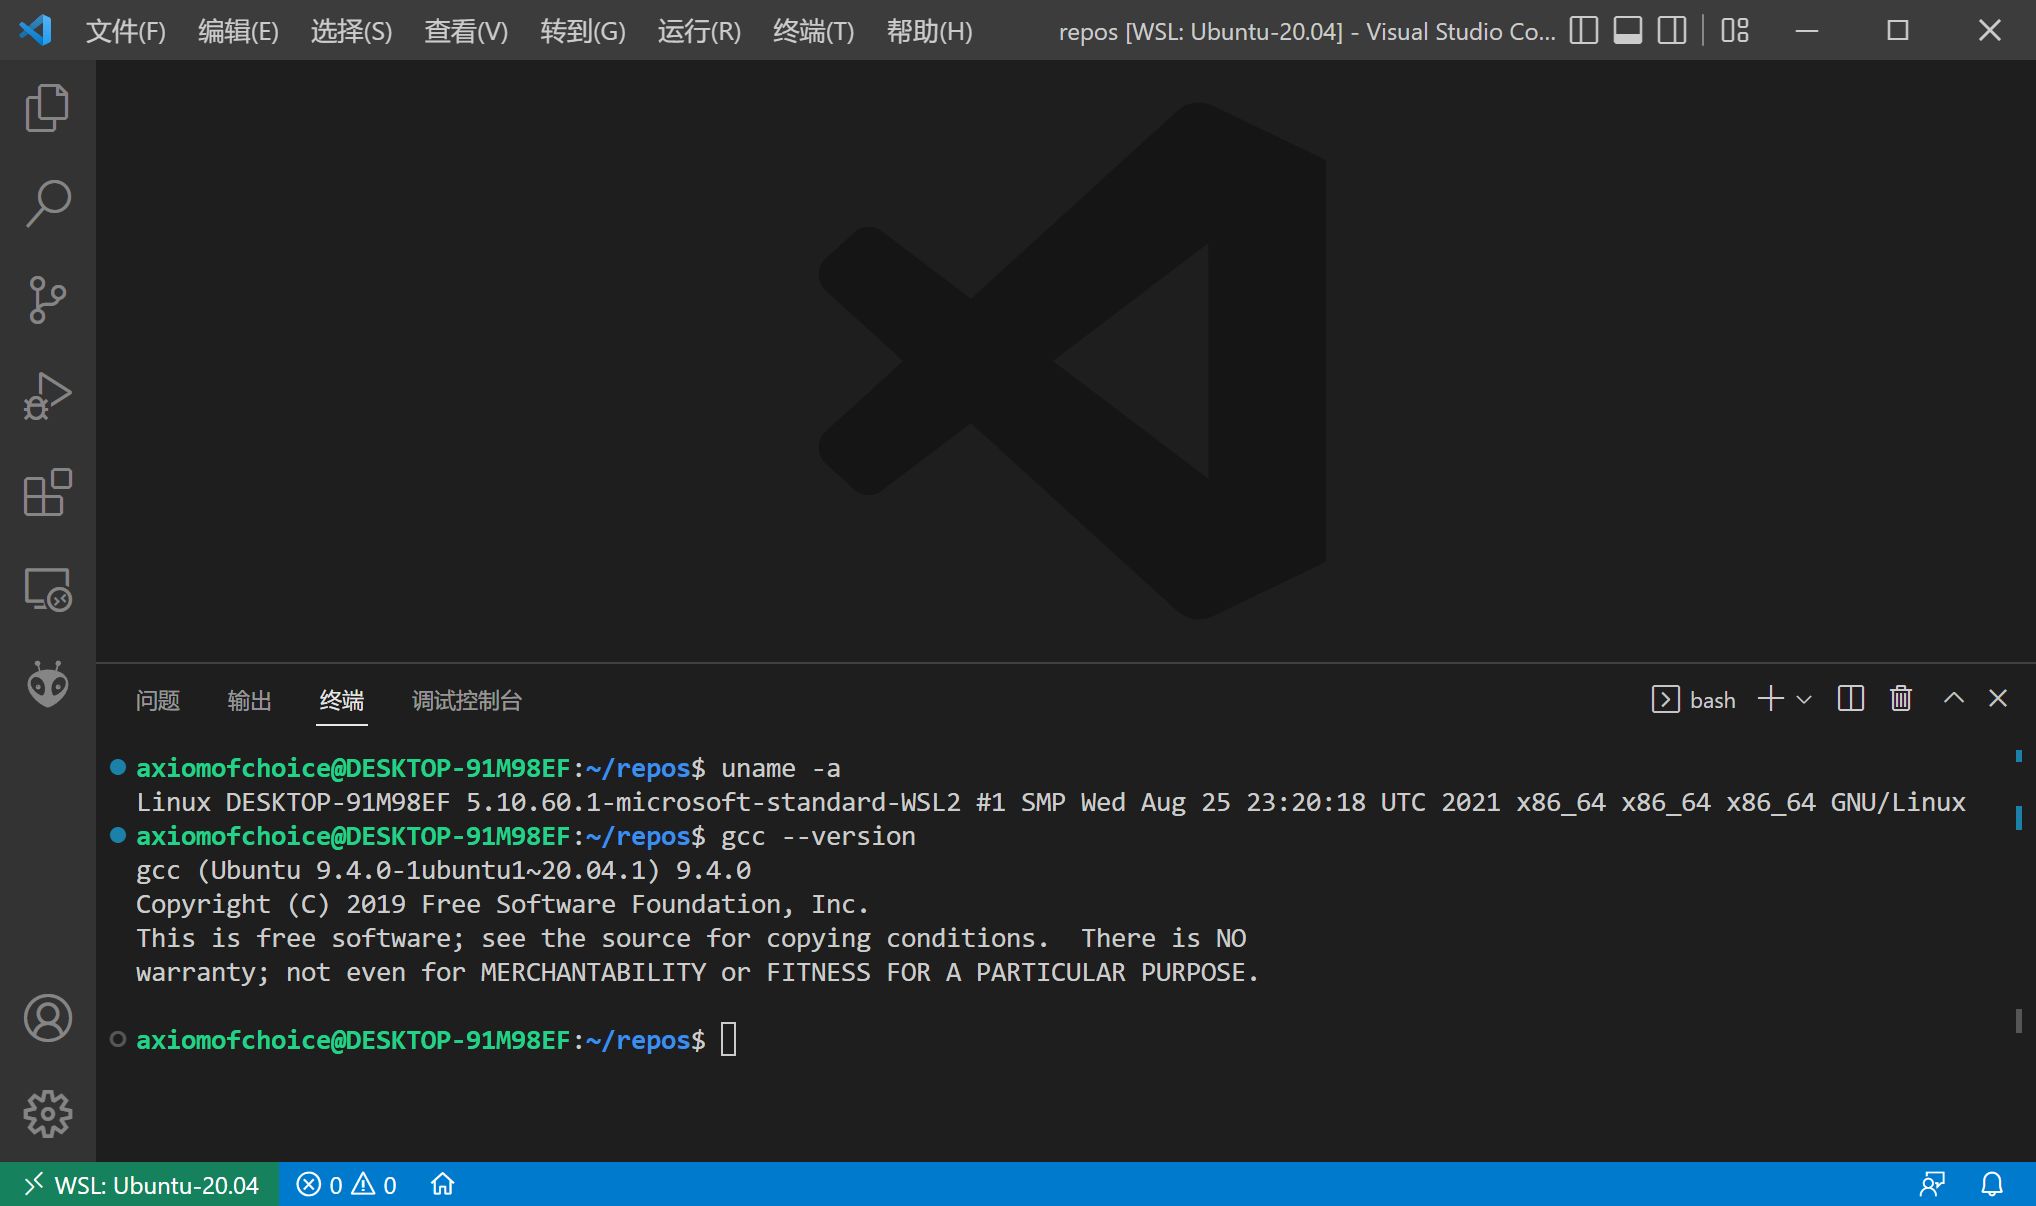 文件(F) 编辑(E) 选择(S) 查看(V) 转到(G) 运行(R) 终端(T) 帮助(H) repos [WSL: Ubuntu-20.04] - Visual Studio Co...
问题 输出 终端 调试控制台 bash
axiomofchoice@DESKTOP-91M98EF:~/repos$ uname -a
Linux DESKTOP-91M98EF 5.10.60.1-microsoft-standard-WSL2 #1 SMP Wed Aug 25 23:20:18 UTC 2021 x86_64 x86_64 x86_64 GNU/Linux
axiomofchoice@DESKTOP-91M98EF:~/repos$ gcc --version
gcc (Ubuntu 9.4.0-1ubuntu1~20.04.1) 9.4.0
Copyright (C) 2019 Free Software Foundation, Inc.
This is free software; see the source for copying conditions.  There is NO
warranty; not even for MERCHANTABILITY or FITNESS FOR A PARTICULAR PURPOSE.
axiomofchoice@DESKTOP-91M98EF:~/repos$
WSL: Ubuntu-20.04 0 0